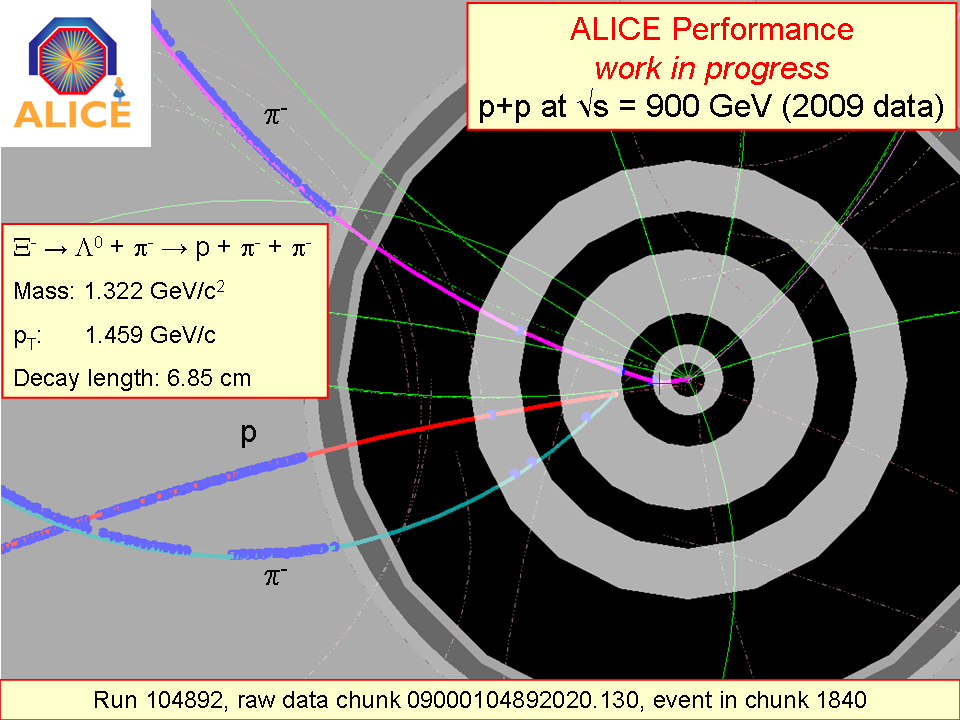 ALICE
ALICE Performance
work in progress
p+p at √s = 900 GeV (2009 data)
π-
Ξ- → Λ0 + π- → p + π- + π-
Mass: 1.322 GeV/c2
pT: 1.459 GeV/c
Decay length: 6.85 cm
p
π-
Run 104892, raw data chunk 09000104892020.130, event in chunk 1840